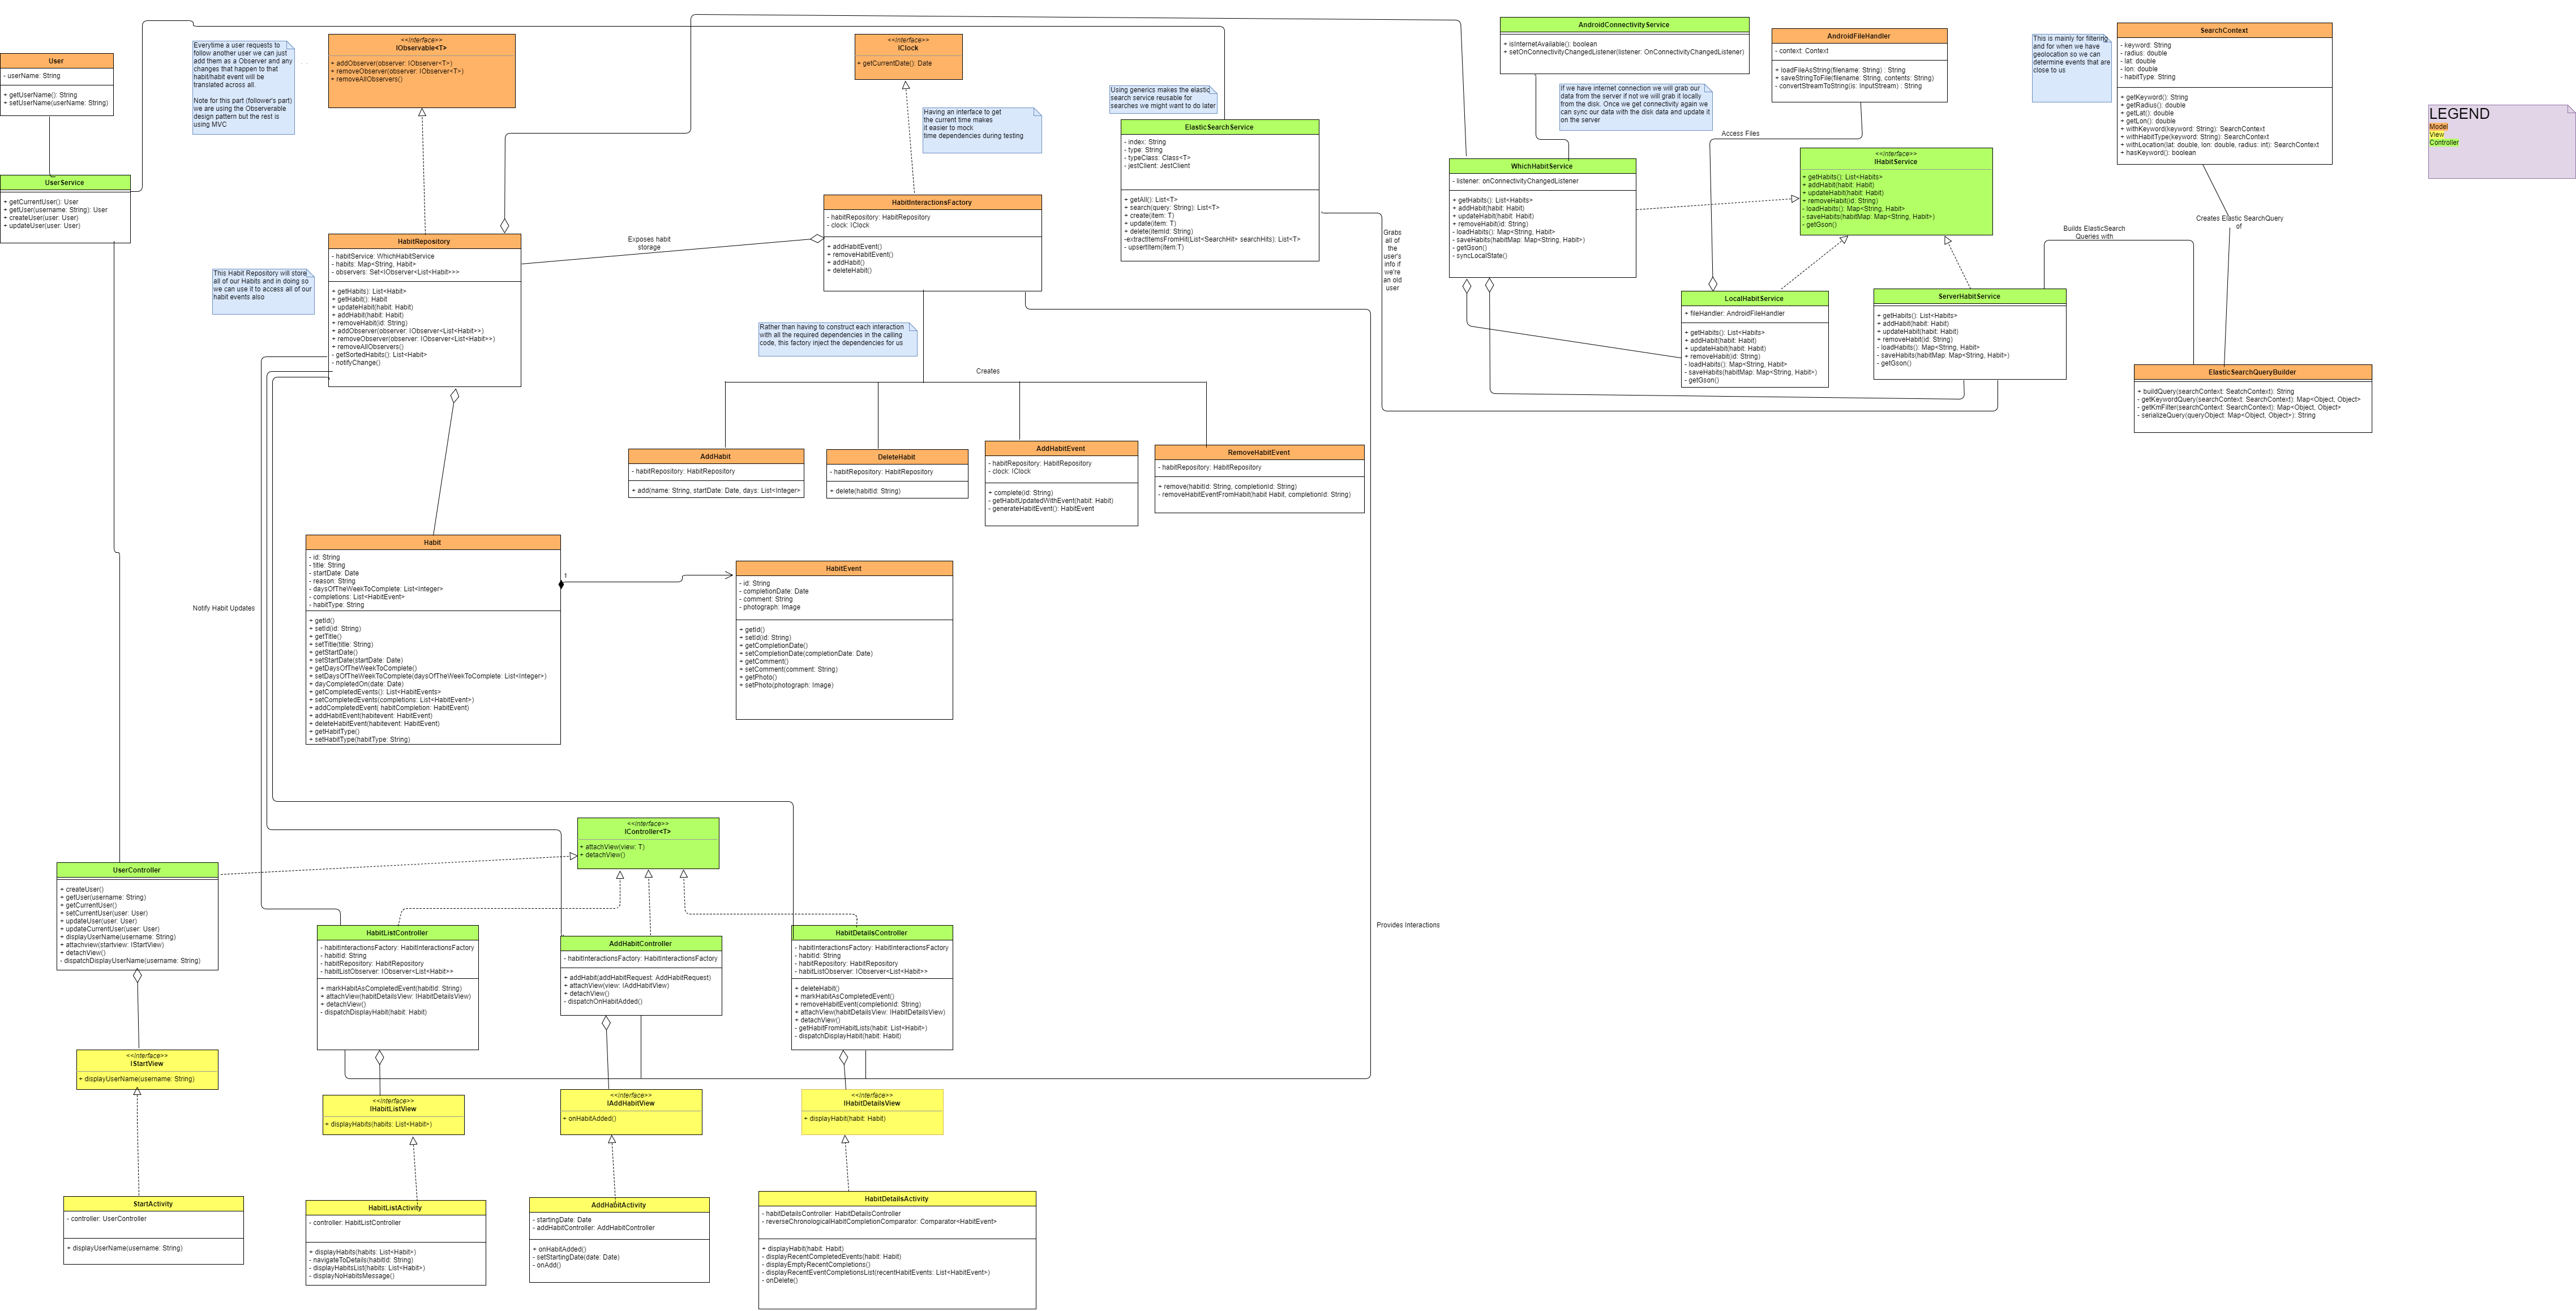 User
- userName: String
+ getUserName(): String
+ setUserName(userName: String)
UserService
+ getCurrentUser(): User
+ getUser(username: String): User
+ createUser(user: User)
+ updateUser(user: User)
Everytime a user requests to
follow another user we can just
add them as a Observer and any
changes that happen to that
habit/habit event will be
translated across all.
Note for this part (follower's part)
we are using the Observerable
design pattern but the rest is
using MVC
<<interface>>
IObservable<T>
+ addObserver(observer: IObserver<T>)
+ removeObserver(observer: IObserver<T>)
+ removeAllObservers()
<<interface>>
IClock
+ getCurrentDate(): Date
Having an interface to get
the current time makes
it easier to mock
time dependencies during testing
Using generics makes the elastic
search service reusable for
searches we might want to do later
ElasticSearchService
- index: String
- type: String
- typeClass: Class<T>
- jestClient: JestClient
+ getAll(): List<T>
+ search(query: String): List<T>
+ create(item: T)
+ update(item: T)
+ delete(itemId: String)
-extractItemsFromHit(List<SearchHit> searchHits): List<T>
- upsertItem(item:T)
AndroidConnectivityService
+ isInternetAvailable(): boolean
+ setOnConnectivityChangedListener(listener: OnConnectivityChangedListener)
If we have internet connection we will grab our
data from the server if not we will grab it locally
from the disk. Once we get connectivity again we
can sync our data with the disk data and update it
on the server
AndroidFileHandler
- context: Context
+ loadFileAsString(filename: String) : String
+ saveStringToFile(filename: String, contents: String)
- convertStreamToString(is: InputStream) : String
Access Files
This is mainly for filtering
and for when we have
geolocation so we can
determine events that are
close to us
SearchContext
- keyword: String
- radius: double
- lat: double
- lon: double
- habitType: String
+ getKeyword(): String
+ getRadius(): double
+ getLat(): double
+ getLon(): double
+ withKeyword(keyword: String): SearchContext
+ withHabitType(keyword: String): SearchContext
+ withLocation(lat: double, lon: double, radius: int): SearchContext
+ hasKeyword(): boolean
LEGEND
Model
View
Controller
WhichHabitService
- listener: onConnectivityChangedListener
+ getHabits(): List<Habits)
+ addHabit(habit: Habit)
+ updateHabit(habit: Habit)
+ removeHabit(id: String)
- loadHabits(): Map<String, Habit)
- saveHabits(habitMap: Map<String, Habit>)
- getGson()
- syncLocalState()
<<interface>>
IHabitService
+ getHabits(): List<Habits>
+ addHabit(habit: Habit)
+ updateHabit(habit: Habit)
+ removeHabit(id: String)
- loadHabits(): Map<String, Habit>
- saveHabits(habitMap: Map<String, Habit>)
- getGson()
Creates Elastic SearchQuery
of
Builds ElasticSearch
Queries with
Grabs
all of
the
user's
info if
we're
an old
user
LocalHabitService
+ fileHandler: AndroidFileHandler
+ getHabits(): List<Habits>
+ addHabit(habit: Habit)
+ updateHabit(habit: Habit)
+ removeHabit(id: String)
- loadHabits(): Map<String, Habit>
- saveHabits(habitMap: Map<String, Habit>)
- getGson()
ServerHabitService
+ getHabits(): List<Habits>
+ addHabit(habit: Habit)
+ updateHabit(habit: Habit)
+ removeHabit(id: String)
- loadHabits(): Map<String, Habit>
- saveHabits(habitMap: Map<String, Habit>)
- getGson()
ElasticSearchQueryBuilder
+ buildQuery(searchContext: SeatchContext): String
- getKeywordQuery(searchContext: SearchContext): Map<Object, Object>
- getKmFilter(searchContext: SearchContext): Map<Object, Object>
- serializeQuery(queryObject: Map<Object, Object>): String
HabitInteractionsFactory
- habitRepository: HabitRepository
- clock: IClock
+ addHabitEvent()
+ removeHabitEvent()
+ addHabit()
+ deleteHabit()
Exposes habit
storage
HabitRepository
- habitService: WhichHabitService
- habits: Map<String, Habit>
- observers: Set<IObserver<List<Habit>>>
+ getHabits): List<Habit>
+ getHabit(): Habit
+ updateHabit(habit: Habit)
+ addHabit(habit: Habit)
+ removeHabit(id: String)
+ addObserver(observer: IObserver<List<Habit>>)
+ removeObserver(observer: IObserver<List<Habit>>)
+ removeAllObservers()
- getSortedHabits(): List<Habit>
- notifyChange()
This Habit Repository will store
all of our Habits and in doing so
we can use it to access all of our
habit events also
Rather than having to construct each interaction
with all the required dependencies in the calling
code, this factory inject the dependencies for us
Creates
AddHabit
- habitRepository: HabitRepository
+ add(name: String, startDate: Date, days: List<Integer>
DeleteHabit
- habitRepository: HabitRepository
+ delete(habitId: String)
AddHabitEvent
- habitRepository: HabitRepository
- clock: IClock
+ complete(id: String)
- getHabitUpdatedWithEvent(habit: Habit)
- generateHabitEvent(): HabitEvent
RemoveHabitEvent
- habitRepository: HabitRepository
+ remove(habitId: String, completionId: String)
- removeHabitEventFromHabit(habit Habit, completionId: String)
Habit
- id: String
- title: String
- startDate: Date
- reason: String
- daysOfTheWeekToComplete: List<Integer>
- completions: List<HabitEvent>
- habitType: String
+ getId()
+ setId(id: String)
+ getTitle()
+ setTitle(title: String)
+ getStartDate()
+ setStartDate(startDate: Date)
+ getDaysOfTheWeekToComplete()
+ setDaysOfTheWeekToComplete(daysOfTheWeekToComplete: List<Integer>)
+ dayCompletedOn(date: Date)
+ getCompletedEvents(): List<HabitEvents>
+ setCompletedEvents(completions: List<HabitEvent>)
+ addCompletedEvent( habitCompletion: HabitEvent)
+ addHabitEvent(habitevent: HabitEvent)
+ deleteHabitEvent(habitevent: HabitEvent)
+ getHabitType()
+ setHabitType(habitType: String)
1
HabitEvent
- id: String
- completionDate: Date
- comment: String
- photograph: Image
+ getId()
+ setId(id: String)
+ getCompletionDate()
+ setCompletionDate(completionDate: Date)
+ getComment()
+ setComment(comment: String)
+ getPhoto()
+ setPhoto(photograph: Image)
Notify Habit Updates
<<interface>>
IController<T>
+ attachView(view: T)
+ detachView()
UserController
+ createUser()
+ getUser(username: String)
+ getCurrentUser()
+ setCurrentUser(user: User)
+ updateUser(user: User)
+ updateCurrentUser(user: User)
+ displayUserName(username: String)
+ attachview(startview: IStartView)
+ detachView()
- dispatchDisplayUserName(username: String)
HabitListController
- habitInteractionsFactory: HabitInteractionsFactory
- habitId: String
- habitRepository: HabitRepository
- habitListObserver: IObserver<List<Habit>>
+ markHabitAsCompletedEvent(habitId: String)
+ attachView(habitDetailsView: IHabitDetailsView)
+ detachView()
- dispatchDisplayHabit(habit: Habit)
AddHabitController
- habitInteractionsFactory: HabitInteractionsFactory
+ addHabit(addHabitRequest: AddHabitRequest)
+ attachView(view: IAddHabitView)
+ detachView()
- dispatchOnHabitAdded()
HabitDetailsController
- habitInteractionsFactory: HabitInteractionsFactory
- habitId: String
- habitRepository: HabitRepository
- habitListObserver: IObserver<List<Habit>>
+ deleteHabit()
+ markHabitAsCompletedEvent()
+ removeHabitEvent(completionId: String)
+ attachView(habitDetailsView: IHabitDetailsView)
+ detachView()
- getHabitFromHabitLists(habit: List<Habit>)
- dispatchDisplayHabit(habit: Habit)
Provides Interactions
<<interface>>
IStartView
+ displayUserName(username: String)
<<interface>>
IHabitListView
+ displayHabits(habits: List<Habit>)
<<interface>>
IAddHabitView
+ onHabitAdded()
<<interface>>
IHabitDetailsView
+ displayHabit(habit: Habit)
StartActivity
- controller: UserController
+ displayUserName(username: String)
HabitListActivity
- controller: HabitListController
+ displayHabits(habits: List<Habit>)
- navigateToDetails(habitId: String)
- displayHabitsList(habits: List<Habit>)
- displayNoHabitsMessage()
AddHabitActivity
- startingDate: Date
- addHabitController: AddHabitController
+ onHabitAdded()
- setStartingDate(date: Date)
- onAdd()
HabitDetailsActivity
- habitDetailsController: HabitDetailsController
- reverseChronologicalHabitCompletionComparator: Comparator<HabitEvent>
+ displayHabit(habit: Habit)
- displayRecentCompletedEvents(habit: Habit)
- displayEmptyRecentCompletions()
- displayRecentEventCompletionsList(recentHabitEvents: List<HabitEvent>)
- onDelete()